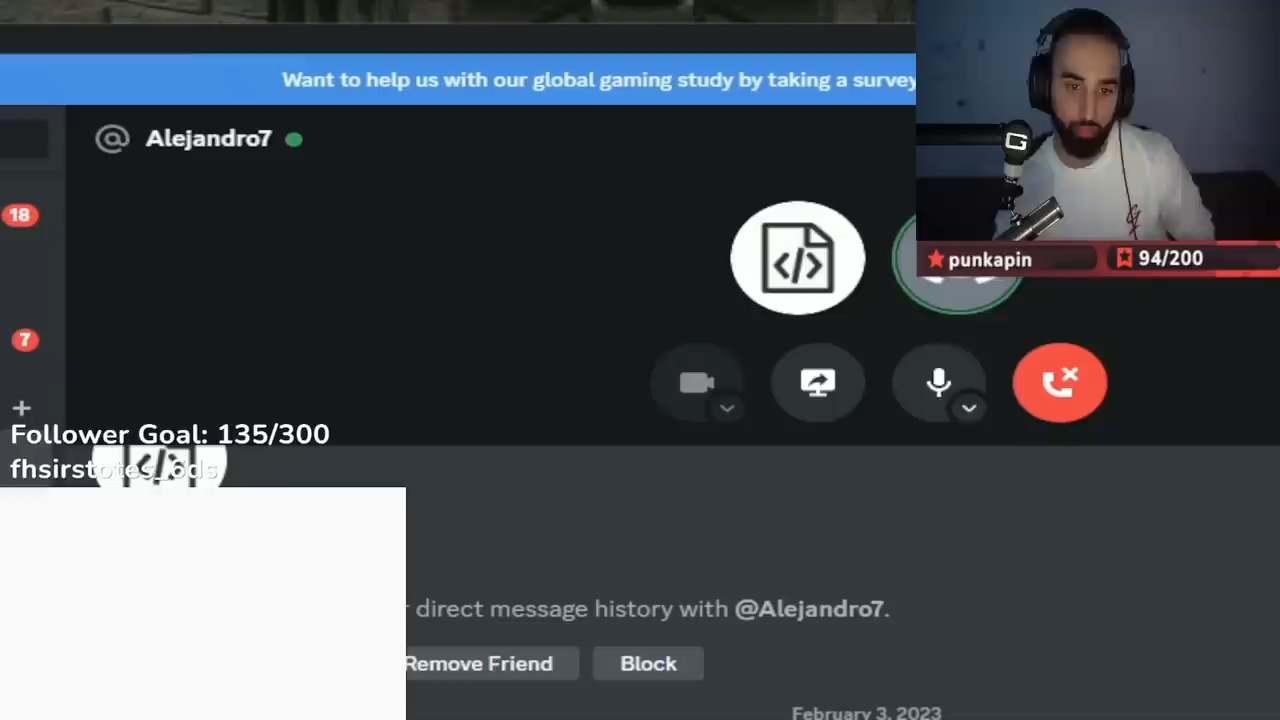 Want to help us with our global gaming study by taking a survey
@ Alejandro7
18
</>
G
★ punkapin
94/200
7
+
Follower Goal: 135/300
fhsirstotes_6ds
direct message history with @Alejandro7.
Remove Friend
Block
February 3, 2023